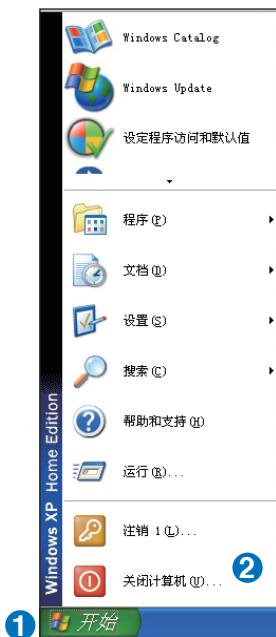 Windows Catalog
Windows Update
设定程序访问和默认值
程序(P)
文档(D)
设置(S)
搜索(C)
帮助和支持(H)
运行(R)...
注销 1(L)...
关闭计算机(U)...
2
Windows XP Home Edition
1
开始